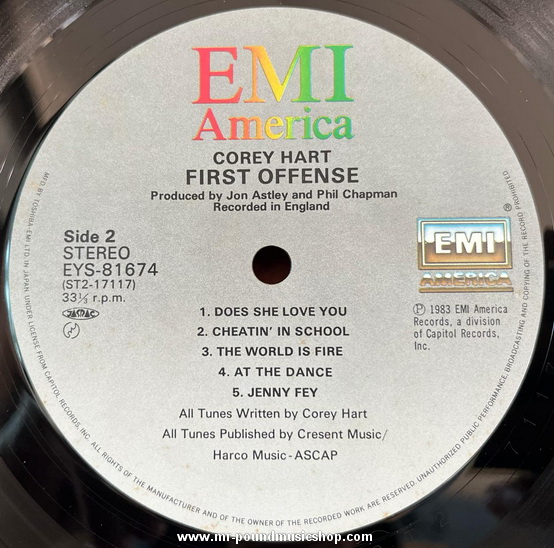 EMI
America
COREY HART
FIRST OFFENSE
Produced by Jon Astley and Phil Chapman
Recorded in England
Side 2
STEREO
EYS-81674
(ST2-17117)
33⅓ r.p.m.
JASRAC
®
EMI
AMERICA
Ⓟ 1983 EMI America
Records, a division
of Capitol Records,
Inc.
1. DOES SHE LOVE YOU
2. CHEATIN' IN SCHOOL
3. THE WORLD IS FIRE
4. AT THE DANCE
5. JENNY FEY
All Tunes Written by Corey Hart
All Tunes Published by Cresent Music/
Harco Music-ASCAP
MF'D. BY TOSHIBA-EMI LTD. IN JAPAN UNDER LICENSE FROM CAPITOL RECORDS, INC. ALL RIGHTS OF THE MANUFACTURER AND OF THE OWNER OF THE RECORDED WORK ARE RESERVED. UNAUTHORIZED PUBLIC PERFORMANCE, BROADCASTING AND COPYING OF THE RECORD PROHIBITED.
www.mr-poundmusicshop.com